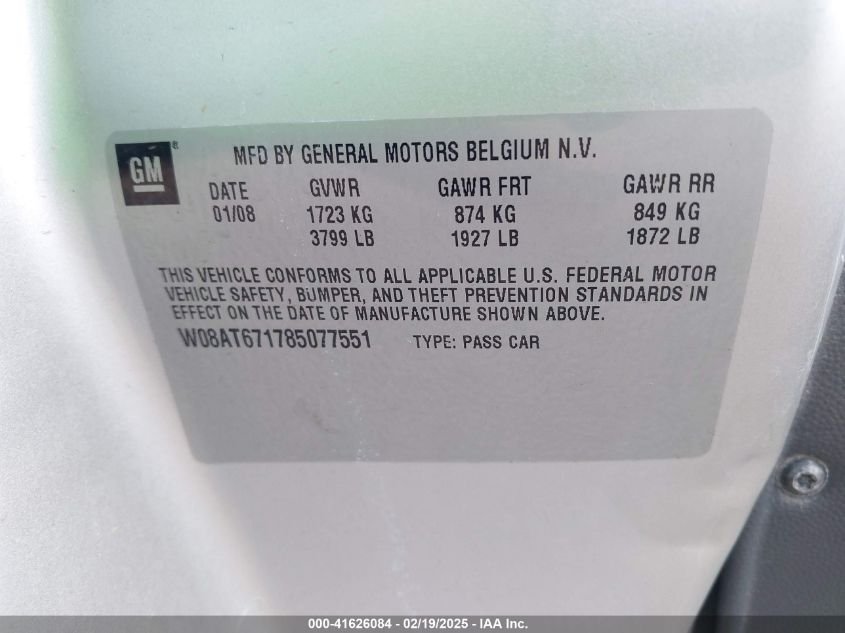 GM ®
MFD BY GENERAL MOTORS BELGIUM N.V.
DATE GVWR GAWR FRT GAWR RR
01/08 1723 KG 874 KG 849 KG
3799 LB 1927 LB 1872 LB
THIS VEHICLE CONFORMS TO ALL APPLICABLE U.S. FEDERAL MOTOR
VEHICLE SAFETY, BUMPER, AND THEFT PREVENTION STANDARDS IN
EFFECT ON THE DATE OF MANUFACTURE SHOWN ABOVE.
W08AT671785077551 TYPE: PASS CAR
000-41626084 - 02/19/2025 - IAA Inc.